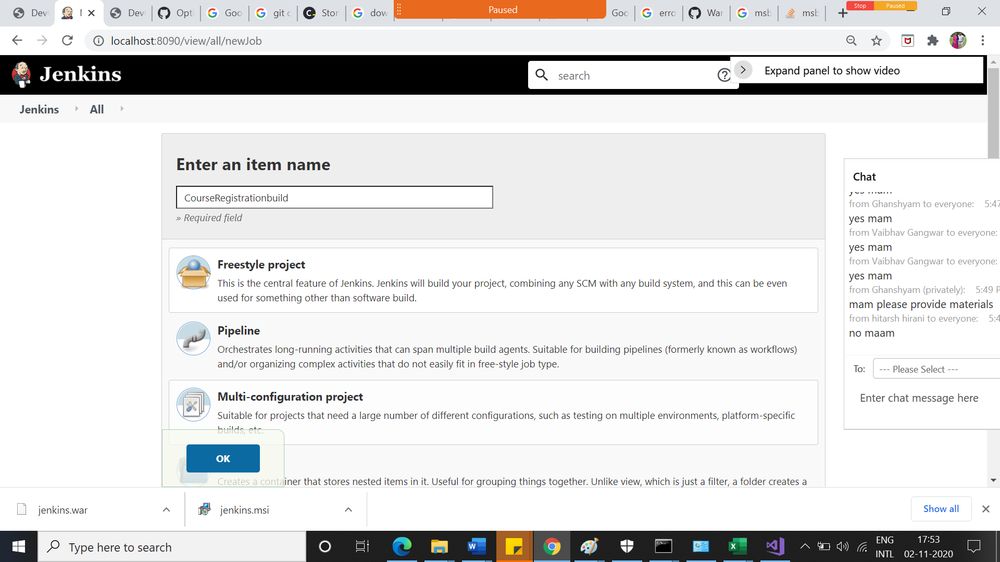 Dev
N
Dev
Opti
Goo
git c
Stor
dow
Paused
Goo
erro
War
msb
msb
Stop
Paused
localhost:8090/view/all/newJob
Jenkins
search
Expand panel to show video
Jenkins
All
Enter an item name
CourseRegistrationbuild
» Required field
Freestyle project
This is the central feature of Jenkins. Jenkins will build your project, combining any SCM with any build system, and this can be even
used for something other than software build.
Pipeline
Orchestrates long-running activities that can span multiple build agents. Suitable for building pipelines (formerly known as workflows)
and/or organizing complex activities that do not easily fit in free-style job type.
Multi-configuration project
Suitable for projects that need a large number of different configurations, such as testing on multiple environments, platform-specific
builds, etc.
OK
Creates a container that stores nested items in it. Useful for grouping things together. Unlike view, which is just a filter, a folder creates a
Chat
yes mam
from Ghanshyam to everyone: 5:47
yes mam
from Vaibhav Gangwar to everyone:
yes mam
from Vaibhav Gangwar to everyone:
yes mam
from Ghanshyam (privately): 5:49 P
mam please provide materials
from hitarsh hirani to everyone: 5:4
no maam
To: --- Please Select ---
Enter chat message here
jenkins.war
jenkins.msi
Show all
Type here to search
ENG
INTL
17:53
02-11-2020